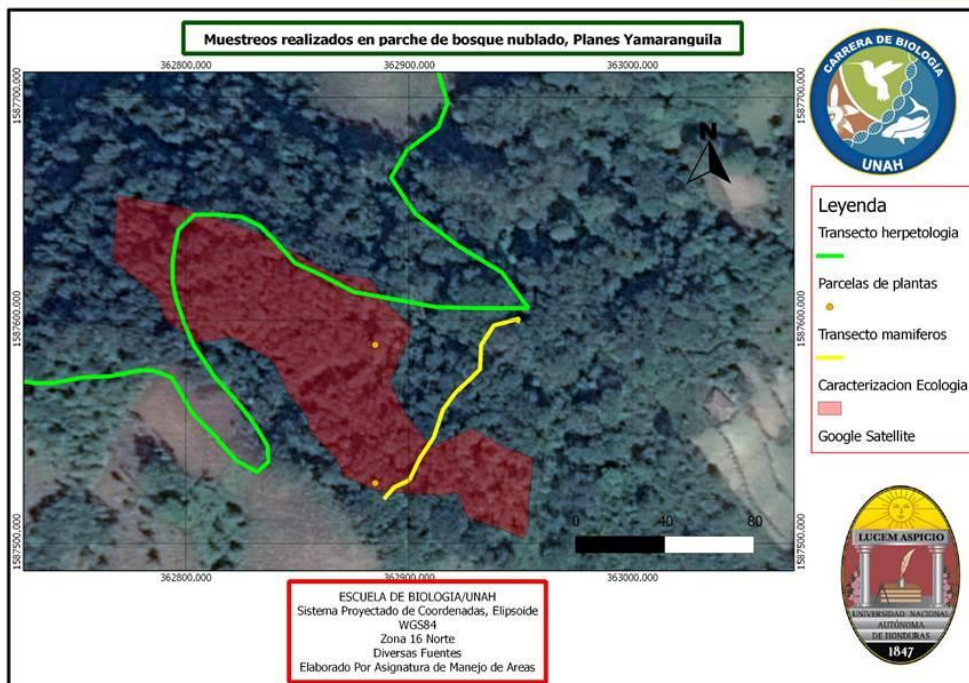 Muestreos realizados en parche de bosque nublado, Planes Yamaranguila
362800.000
362900.000
363000.000
1587700.000
1587600.000
1587500.000
1587700.000
1587600.000
1587500.000
N
0
40
80
362800.000
362900.000
363000.000
CARRERA DE BIOLOGÍA
UNAH
Leyenda
Transecto herpetologia
Parcelas de plantas
Transecto mamiferos
Caracterizacion Ecologia
Google Satellite
LUCEM ASPICIO
UNIVERSIDAD NACIONAL
AUTÓNOMA
DE HONDURAS
1847
ESCUELA DE BIOLOGIA/UNAH
Sistema Proyectado de Coordenadas, Elipsoide
WGS84
Zona 16 Norte
Diversas Fuentes
Elaborado Por Asignatura de Manejo de Areas